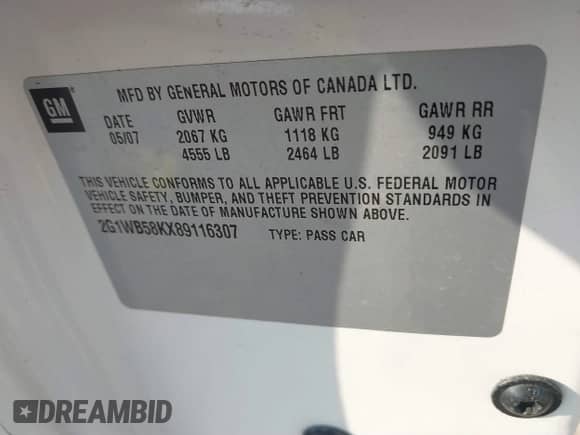 GM
MFD BY GENERAL MOTORS OF CANADA LTD.
DATE GVWR GAWR FRT GAWR RR
05/07 2067 KG 1118 KG 949 KG
4555 LB 2464 LB 2091 LB
THIS VEHICLE CONFORMS TO ALL APPLICABLE U.S. FEDERAL MOTOR
VEHICLE SAFETY, BUMPER, AND THEFT PREVENTION STANDARDS IN
EFFECT ON THE DATE OF MANUFACTURE SHOWN ABOVE.
2G1WB58KX89116307 TYPE: PASS CAR
DREAMBID